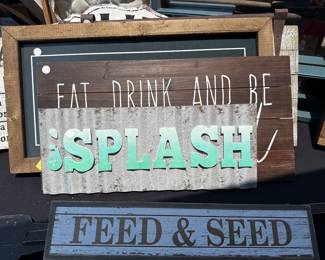 EAT DRINK AND BE
SPLASH
FEED & SEED